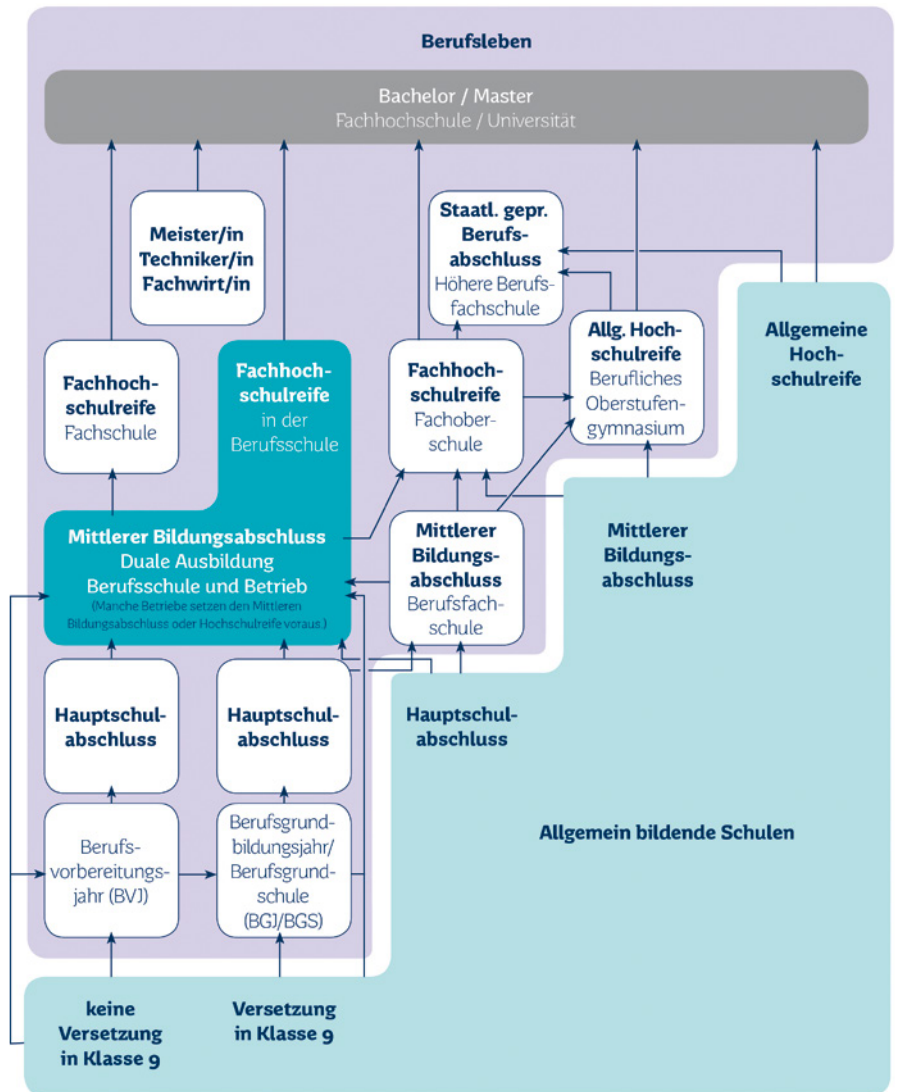 Berufsleben
Bachelor / Master
Fachhochschule / Universität
Meister/in
Techniker/in
Fachwirt/in
Staatl. gepr.
Berufs-
abschluss
Höhere Berufs-
fachschule
Fachhoch-
schulreife
Fachschule
Fachhoch-
schulreife
in der
Berufsschule
Fachhoch-
schulreife
Fachober-
schule
Allg. Hoch-
schulreife
Berufliches
Oberstufen-
gymnasium
Allgemeine
Hoch-
schulreife
Mittlerer Bildungsabschluss
Duale Ausbildung
Berufsschule und Betrieb
(Manche Betriebe setzen den Mittleren
Bildungsabschluss oder Hochschulreife voraus.)
Mittlerer
Bildungs-
abschluss
Berufsfach-
schule
Mittlerer
Bildungs-
abschluss
Hauptschul-
abschluss
Hauptschul-
abschluss
Hauptschul-
abschluss
Berufs-
vorbereitungs-
jahr (BVJ)
Berufsgrund-
bildungsjahr/
Berufsgrund-
schule
(BGJ/BGS)
Allgemein bildende Schulen
keine
Versetzung
in Klasse 9
Versetzung
in Klasse 9